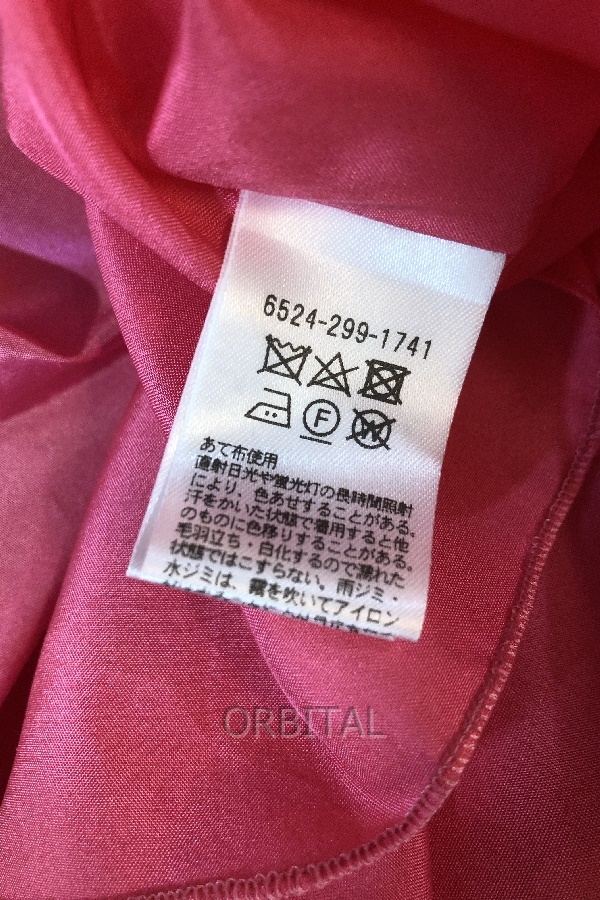 6524-299-1741
F
W
あて布使用
直射日光や蛍光灯の長時間照射
により、色あせすることがある。
汗をかいた状態で着用すると他
のものに色移りすることがある。
毛羽立ち・白化するので濡れた
状態ではこすらない。雨ジミ・
水ジミは、霧を吹いてアイロン
ORBITAL